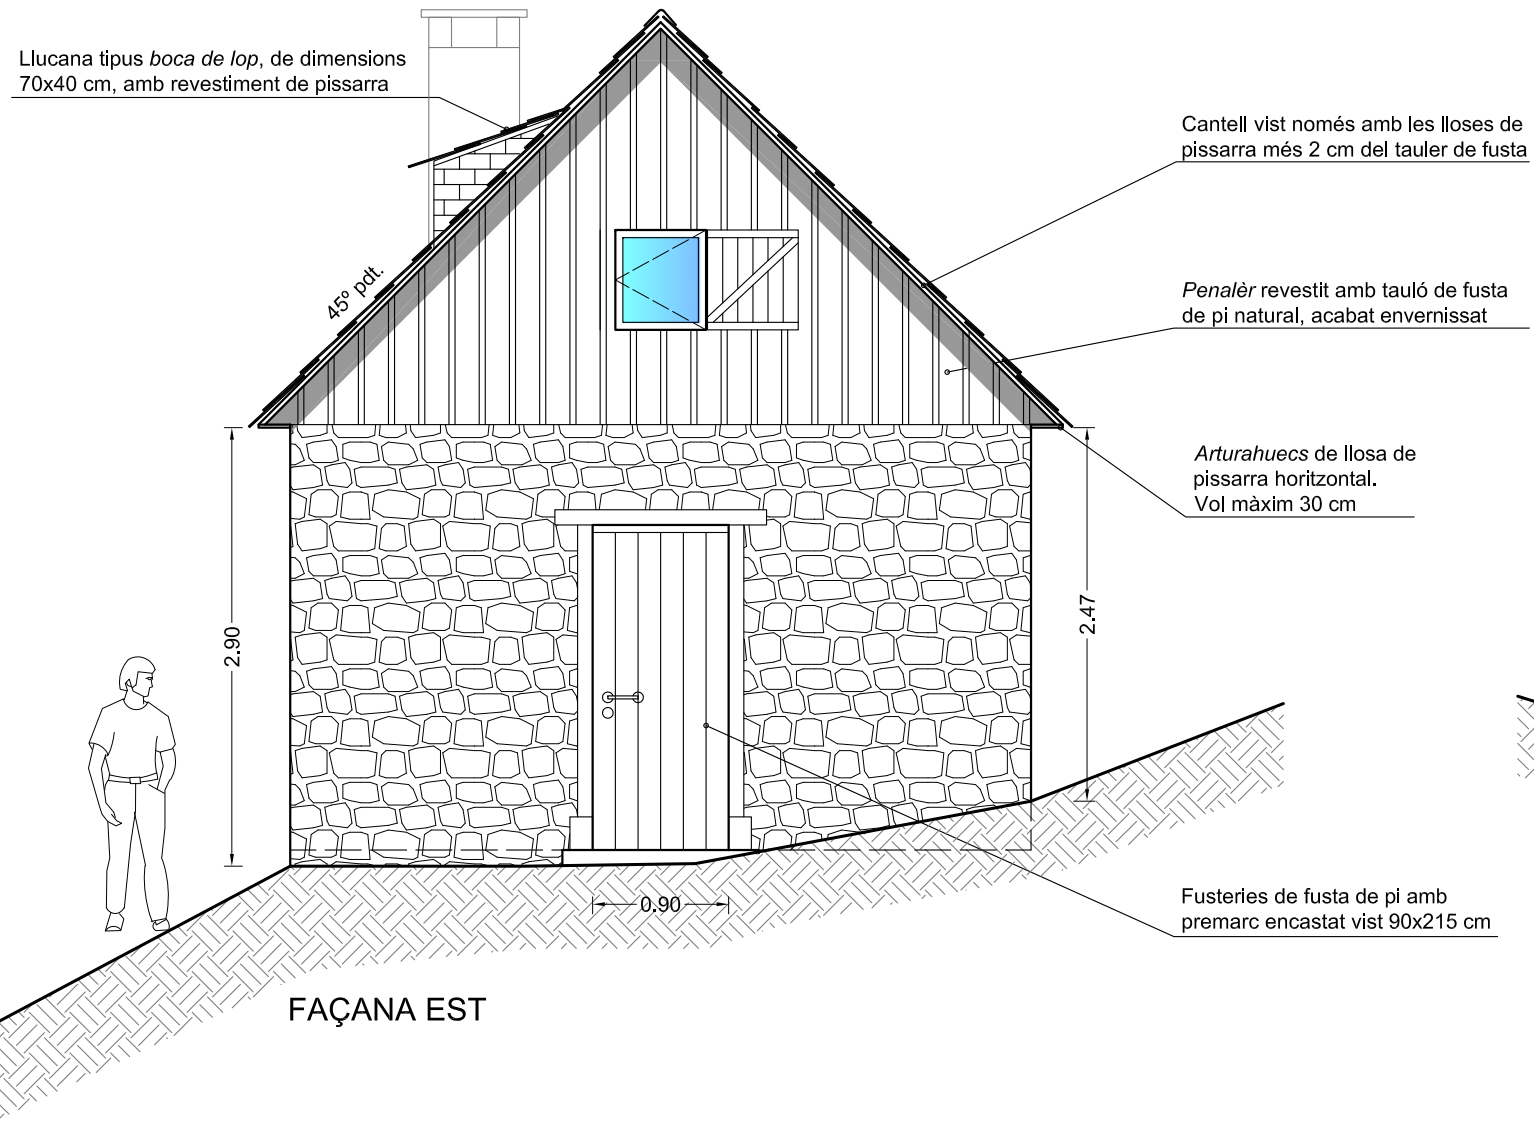 Llucana tipus boca de lop, de dimensions
70x40 cm, amb revestiment de pissarra
Cantell vist només amb les lloses de
pissarra més 2 cm del tauler de fusta
45º pdt.
Penalèr revestit amb tauló de fusta
de pi natural, acabat envernissat
Arturahuecs de llosa de
pissarra horitzontal.
Vol màxim 30 cm
2.90
2.47
0.90
Fusteries de fusta de pi amb
premarc encastat vist 90x215 cm
FAÇANA EST